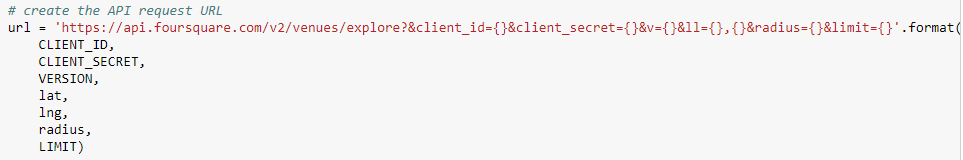 # create the API request URL
url = 'https://api.foursquare.com/v2/venues/explore?&client_id={}&client_secret={}&v={}&ll={},{}&radius={}&limit={}'.format(
CLIENT_ID,
CLIENT_SECRET,
VERSION,
lat,
lng,
radius,
LIMIT)